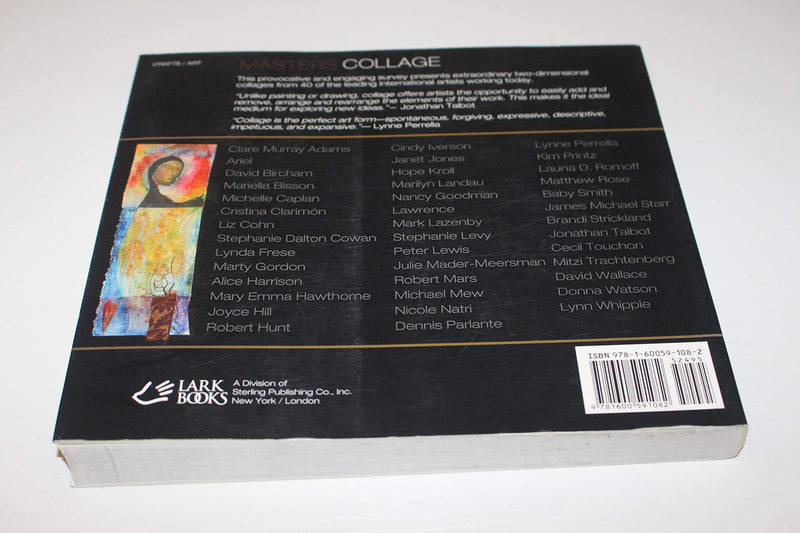 CRAFTS / ART
MASTERS COLLAGE
This provocative and engaging survey presents extraordinary two-dimensional
collages from 40 of the leading international artists working today.
"Unlike painting or drawing, collage offers artists the opportunity to easily add and
remove, arrange and rearrange the elements of their work. This makes it the ideal
medium for exploring new ideas."— Jonathan Talbot
"Collage is the perfect art form—spontaneous, forgiving, expressive, descriptive,
impetuous, and expansive."— Lynne Perrella
Clare Murray Adams
Ariel
David Bircham
Mariella Bisson
Michelle Caplan
Cristina Clarimón
Liz Cohn
Stephanie Dalton Cowan
Lynda Frese
Marty Gordon
Alice Harrison
Mary Emma Hawthorne
Joyce Hill
Robert Hunt
Cindy Iverson
Janet Jones
Hope Kroll
Marilyn Landau
Nancy Goodman
Lawrence
Mark Lazenby
Stephanie Levy
Peter Lewis
Julie Mader-Meersman
Robert Mars
Michael Mew
Nicole Natri
Dennis Parlante
Lynne Perrella
Kim Printz
Launa D. Romoff
Matthew Rose
Baby Smith
James Michael Starr
Brandi Strickland
Jonathan Talbot
Cecil Touchon
Mitzi Trachtenberg
David Wallace
Donna Watson
Lynn Whipple
LARK
BOOKS
A Division of
Sterling Publishing Co., Inc.
New York / London
ISBN 978-1-60059-108-2
52495
9 781600 591082